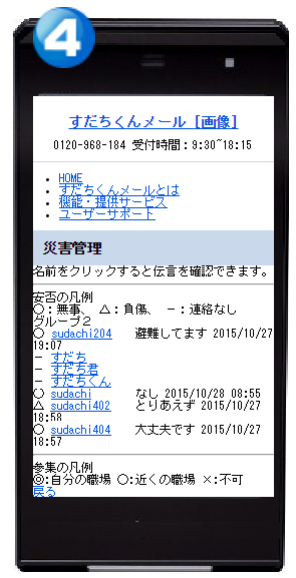 4
すだちくんメール [画像]
0120-968-184 受付時間:9:30~18:15
・ HOME
・ すだちくんメールとは
・ 機能・提供サービス
・ ユーザーサポート
災害管理
名前をクリックすると伝言を確認できます。
安否の凡例
○:無事、 △:負傷、 -:連絡なし
グループ2
○ sudachi204 避難してます 2015/10/27
19:07
- すだち
- すだち君
- すだちくん
○ sudachi なし 2015/10/28 08:55
△ sudachi402 とりあえず 2015/10/27
18:58
○ sudachi404 大丈夫です 2015/10/27
18:57
参集の凡例
◎:自分の職場 ○:近くの職場 ×:不可
戻る